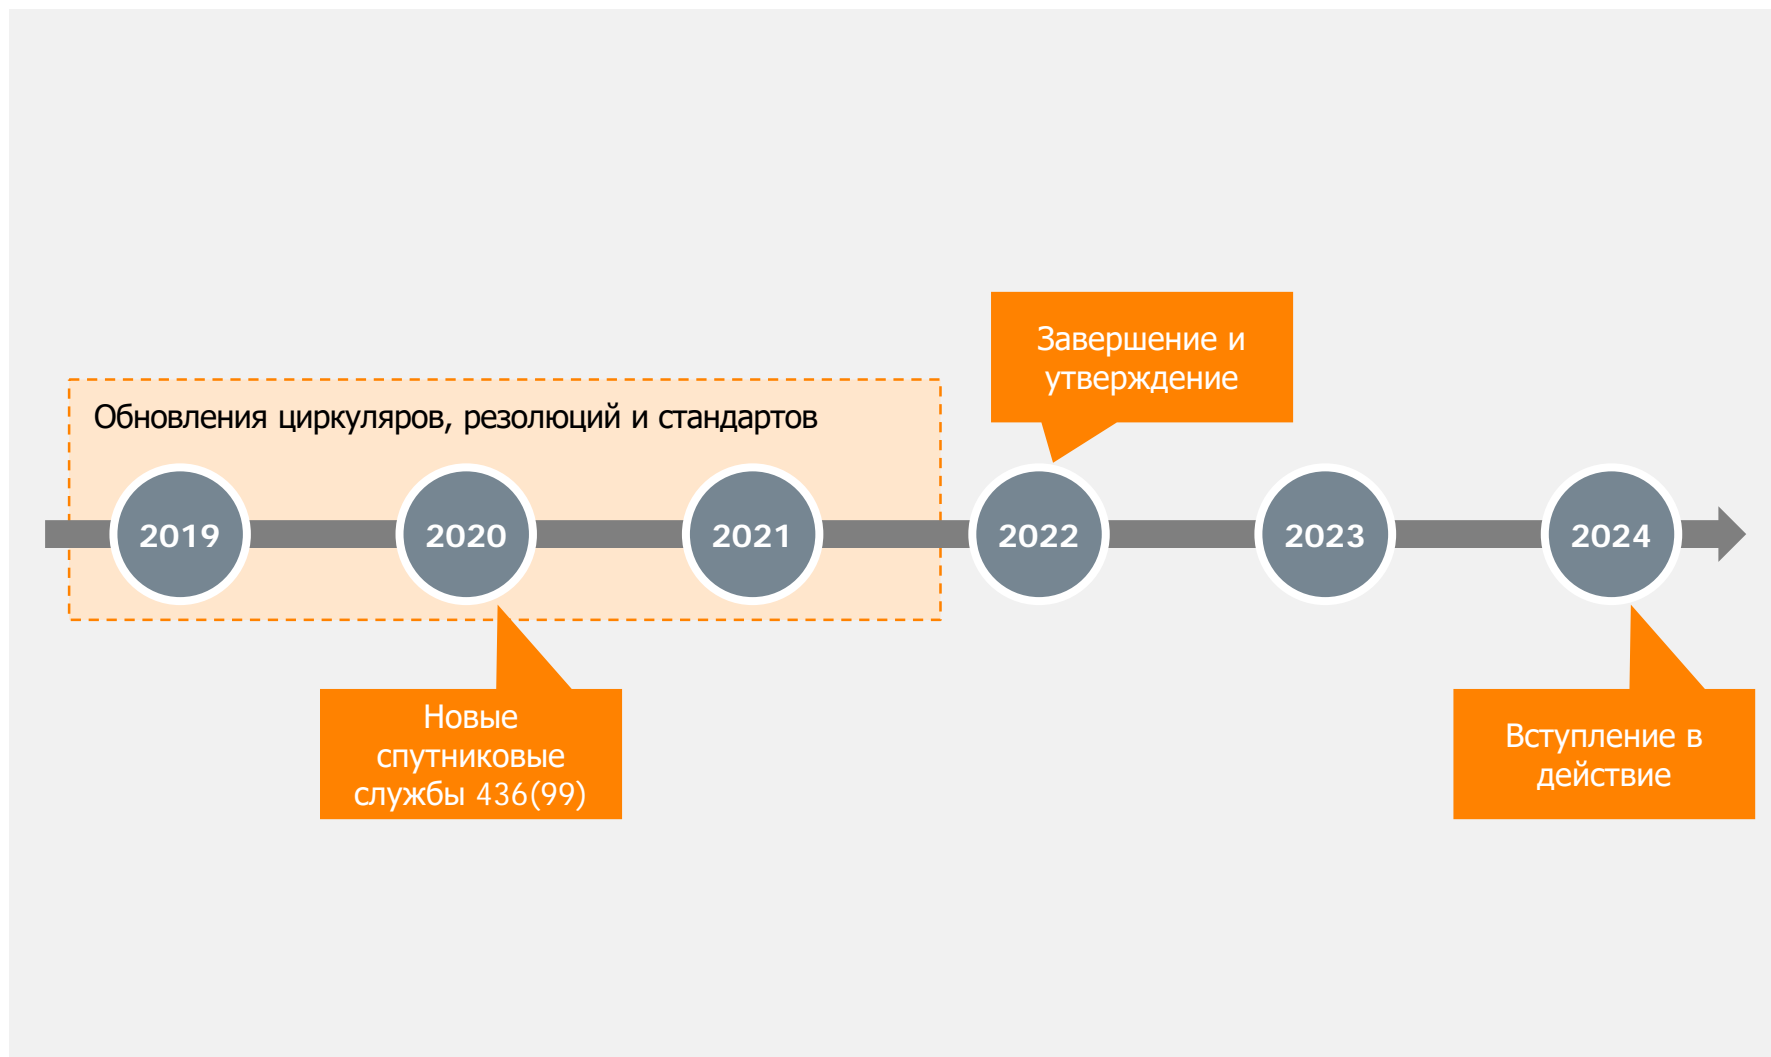 Завершение и
утверждение
Обновления циркуляров, резолюций и стандартов
2019
2020
2021
2022
2023
2024
Новые
спутниковые
службы 436(99)
Вступление в
действие